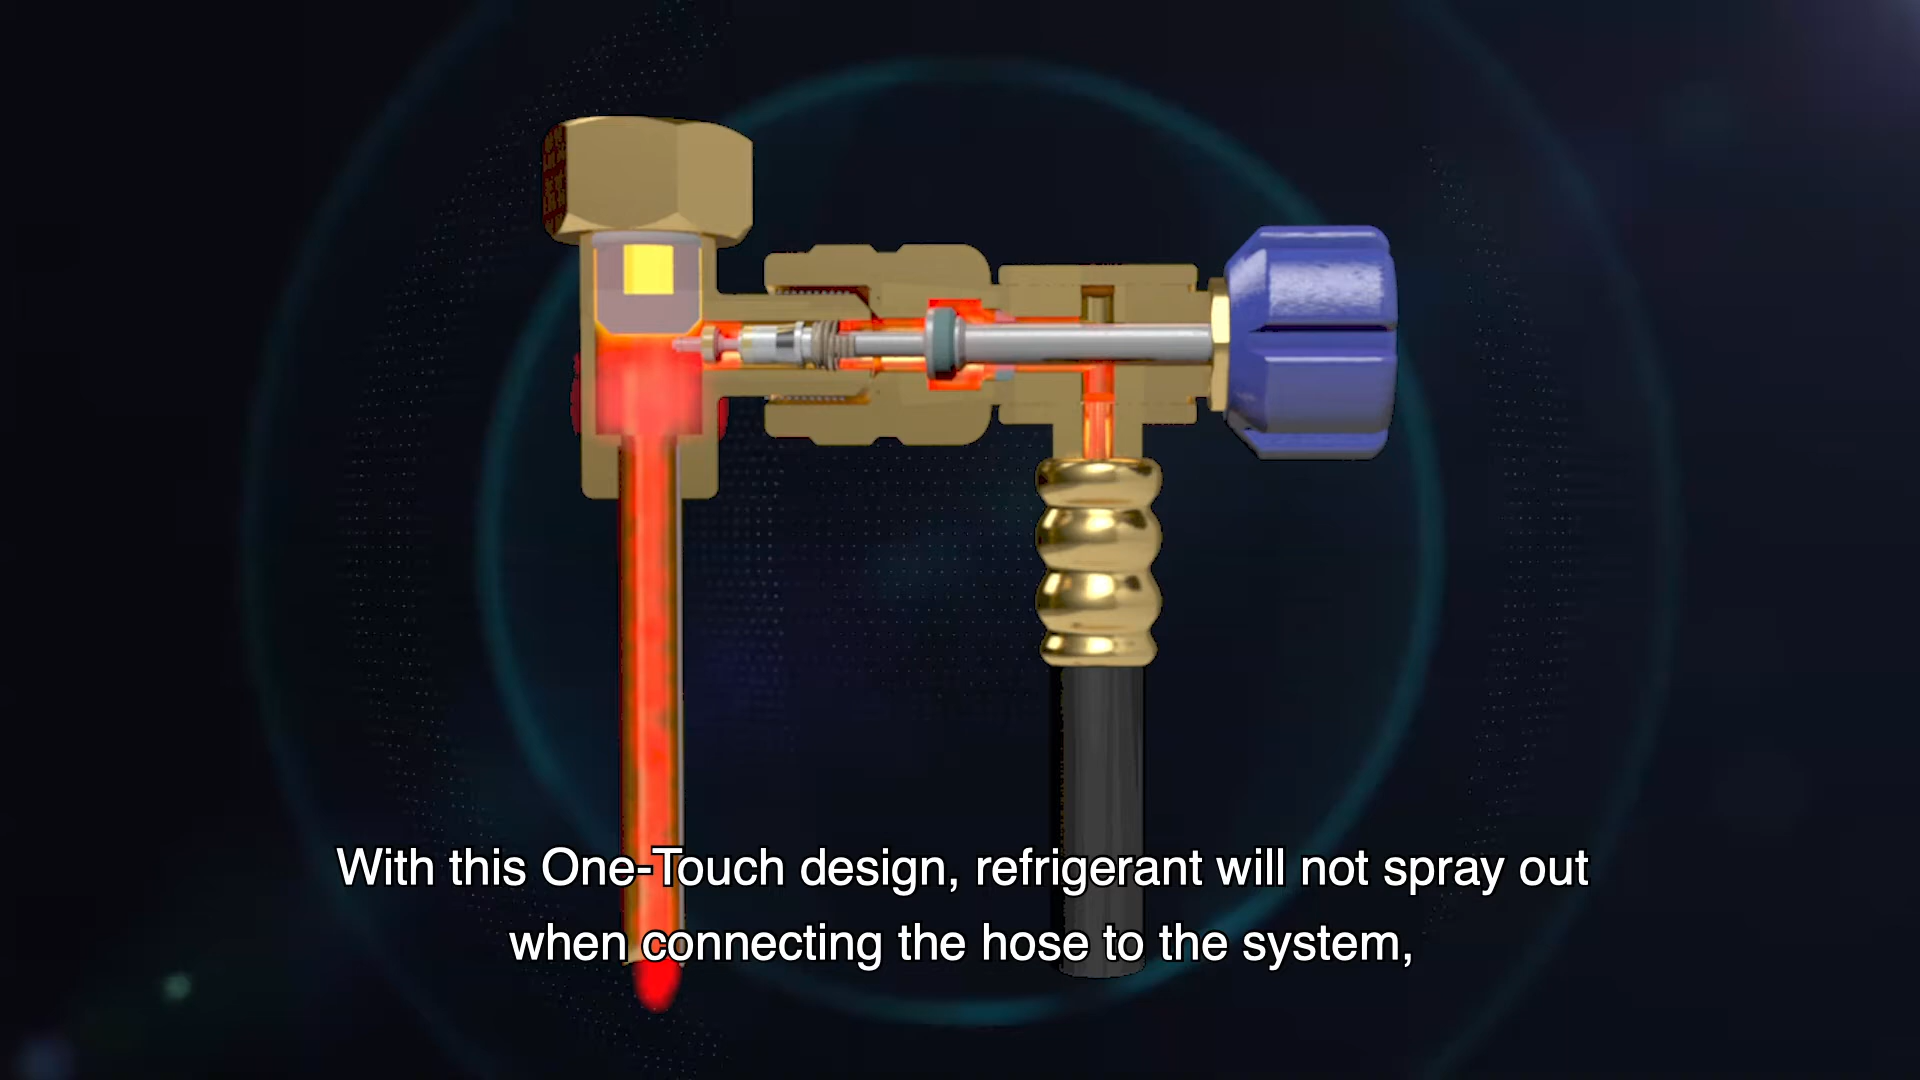 With this One-Touch design, refrigerant will not spray out
when connecting the hose to the system,